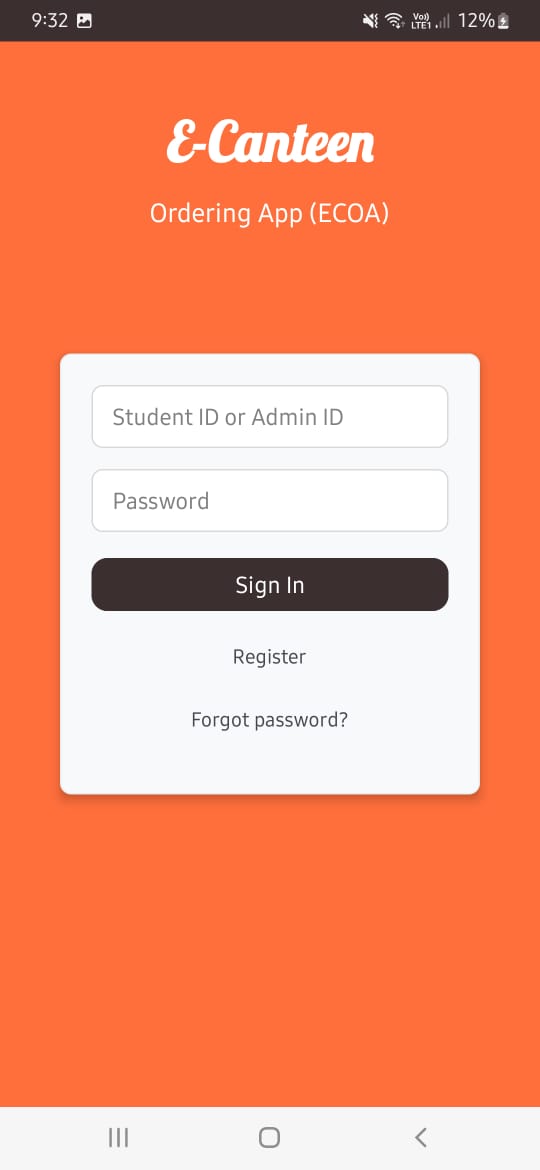 9:32 Vo)) LTE1 12%
E-Canteen
Ordering App (ECOA)
Student ID or Admin ID
Password
Sign In
Register
Forgot password?